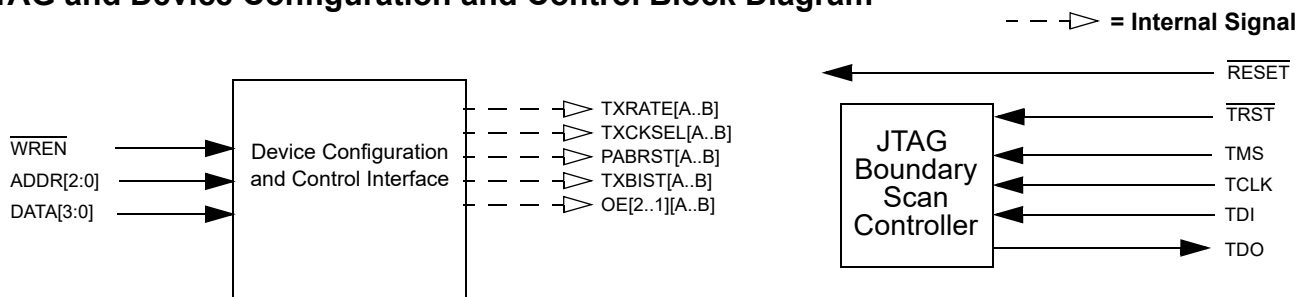 and Device Configuration and Control Block Diagram
= Internal Signal
WREN
ADDR[2:0]
DATA[3:0]
Device Configuration
and Control Interface
TXRATE[A..B]
TXCKSEL[A..B]
PABRST[A..B]
TXBIST[A..B]
OE[2..1][A..B]
JTAG
Boundary
Scan
Controller
RESET
TRST
TMS
TCLK
TDI
TDO